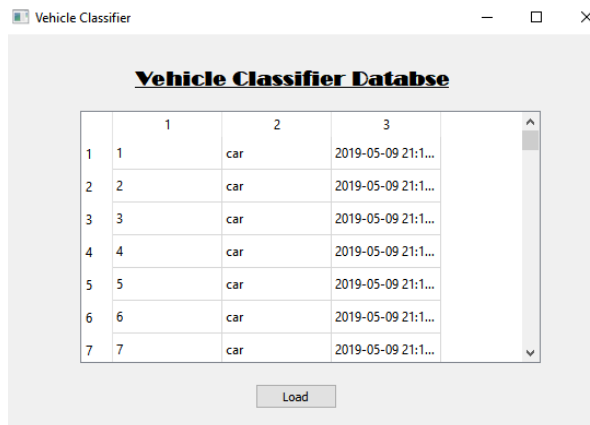 Vehicle Classifier
Vehicle Classifier Databse
1 2 3
1 1 car 2019-05-09 21:1...
2 2 car 2019-05-09 21:1...
3 3 car 2019-05-09 21:1...
4 4 car 2019-05-09 21:1...
5 5 car 2019-05-09 21:1...
6 6 car 2019-05-09 21:1...
7 7 car 2019-05-09 21:1...
Load